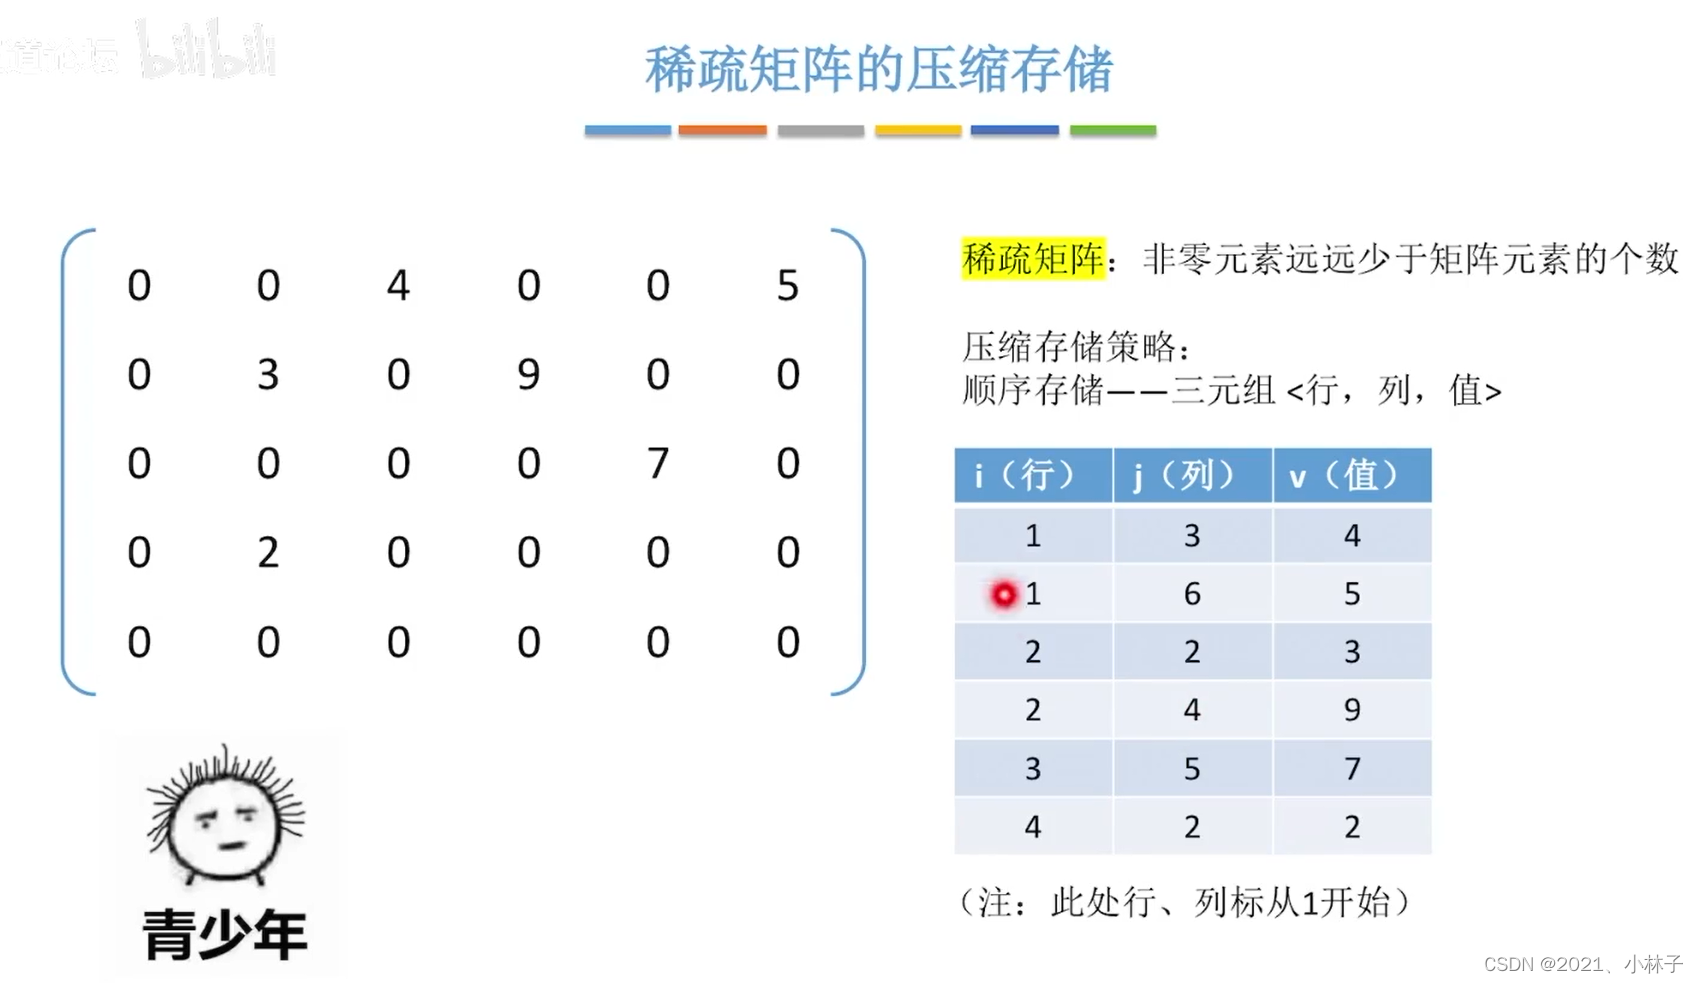 道论坛 bilibili
稀疏矩阵的压缩存储
0 0 4 0 0 5
0 3 0 9 0 0
0 0 0 0 7 0
0 2 0 0 0 0
0 0 0 0 0 0
青少年
稀疏矩阵：非零元素远远少于矩阵元素的个数
压缩存储策略：
顺序存储——三元组 <行，列，值>
i（行） j（列） v（值）
1 3 4
1 6 5
2 2 3
2 4 9
3 5 7
4 2 2
（注：此处行、列标从1开始）
CSDN @2021、小林子